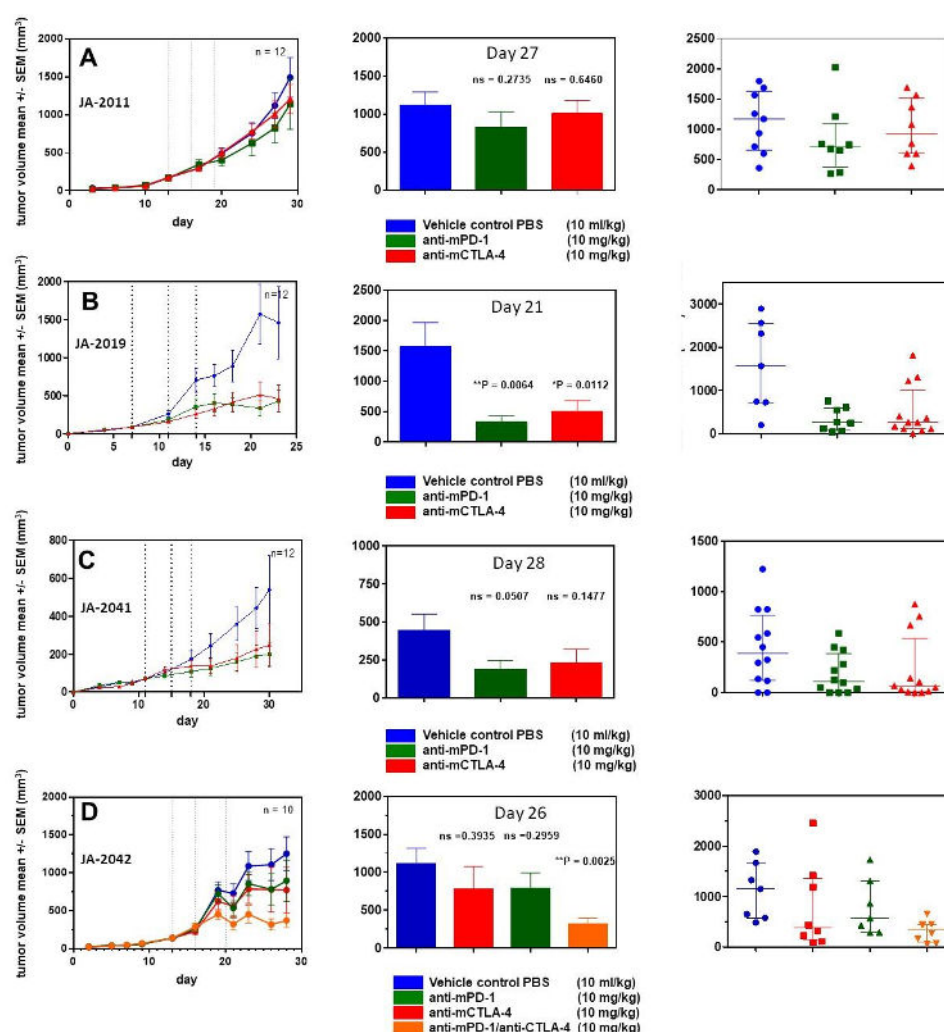 tumor volume mean +/- SEM (mm³)
A
n = 12
JA-2011
2000
1500
1000
500
0
0 10 20 30
day
Day 27
ns = 0.2735 ns = 0.6460
2000
1500
1000
500
0
Vehicle control PBS (10 ml/kg)
anti-mPD-1 (10 mg/kg)
anti-mCTLA-4 (10 mg/kg)
2500
2000
1500
1000
500
0
tumor volume mean +/- SEM (mm³)
B
n=12
JA-2019
2000
1500
1000
500
0
0 5 10 15 20 25
day
Day 21
**P = 0.0064 *P = 0.0112
2500
2000
1500
1000
500
0
Vehicle control PBS (10 ml/kg)
anti-mPD-1 (10 mg/kg)
anti-mCTLA-4 (10 mg/kg)
3000
2000
1000
0
tumor volume mean +/- SEM (mm³)
C
n=12
JA-2041
800
600
400
200
0
0 10 20 30
day
Day 28
ns = 0.0507 ns = 0.1477
1000
750
500
250
0
Vehicle control PBS (10 ml/kg)
anti-mPD-1 (10 mg/kg)
anti-mCTLA-4 (10 mg/kg)
1500
1000
500
0
tumor volume mean +/- SEM (mm³)
D
n = 10
JA-2042
2000
1500
1000
500
0
0 10 20 30
day
Day 26
ns =0.3935 ns =0.2959
**P = 0.0025
1500
1250
1000
750
500
250
0
Vehicle control PBS (10 ml/kg)
anti-mPD-1 (10 mg/kg)
anti-mCTLA-4 (10 mg/kg)
anti-mPD-1/anti-CTLA-4 (10 mg/kg)
3000
2000
1000
0